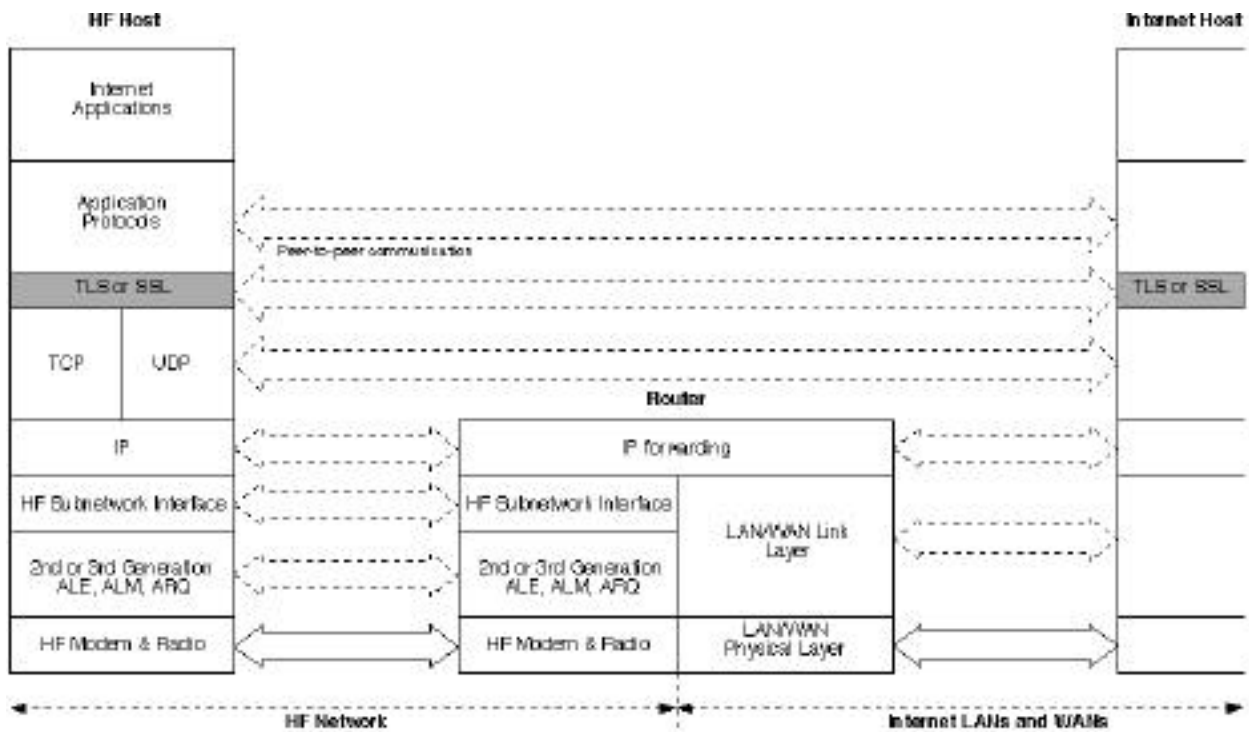 HF Host
Internet Host
Internet
Applications
Application
Protocols
Peer-to-peer communication
TLS or SSL
TLS or SSL
TCP
UDP
Router
IP
IP forwarding
HF Subnetwork Interface
HF Subnetwork Interface
LAN/WAN Link
Layer
2nd or 3rd Generation
ALE, ALM, ARQ
2nd or 3rd Generation
ALE, ALM, ARQ
HF Modem & Radio
HF Modem & Radio
LAN/WAN
Physical Layer
HF Network
Internet LANs and WANs